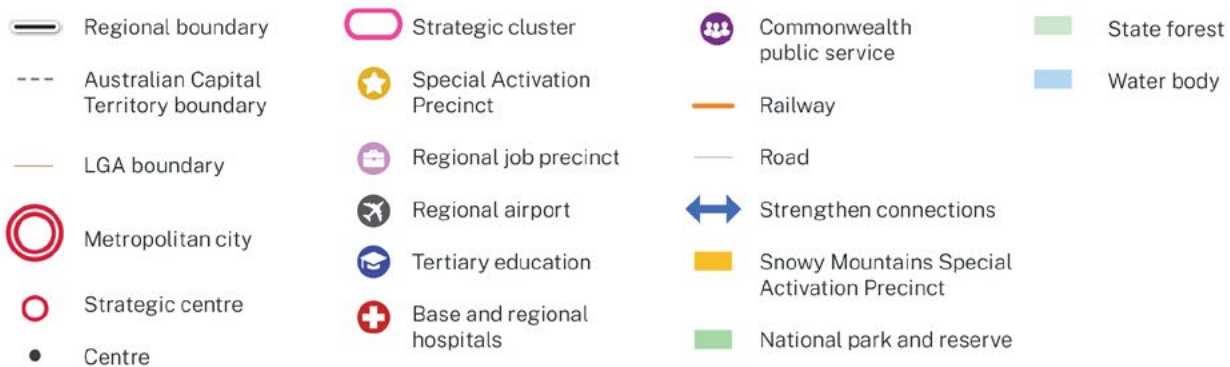 Regional boundary
Australian Capital
Territory boundary
LGA boundary
Metropolitan city
Strategic centre
Centre
Strategic cluster
Special Activation
Precinct
Regional job precinct
Regional airport
Tertiary education
Base and regional
hospitals
Commonwealth
public service
Railway
Road
Strengthen connections
Snowy Mountains Special
Activation Precinct
National park and reserve
State forest
Water body